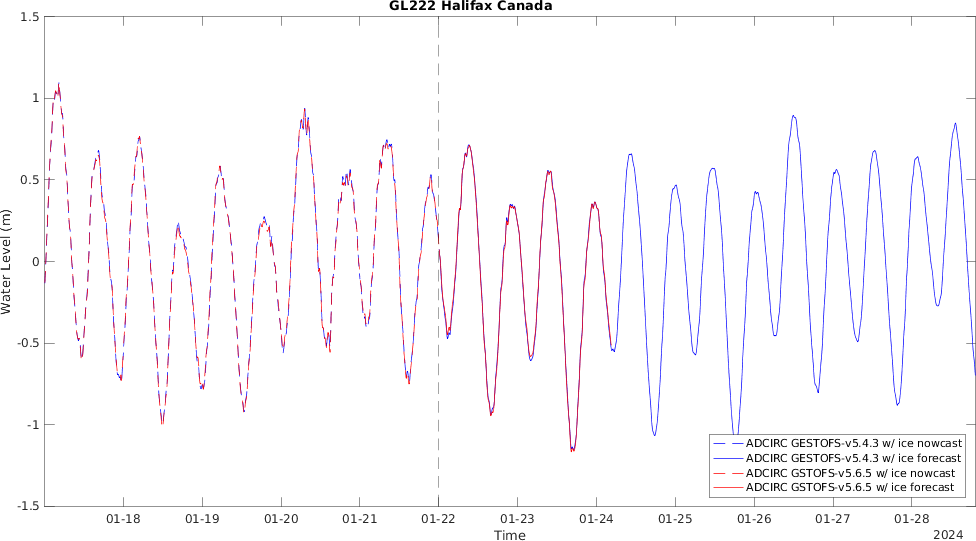 GL222 Halifax Canada
1.5
1
0.5
0
-0.5
-1
-1.5
Water Level (m)
ADCIRC GESTOFS-v5.4.3 w/ ice nowcast
ADCIRC GESTOFS-v5.4.3 w/ ice forecast
ADCIRC GSTOFS-v5.6.5 w/ ice nowcast
ADCIRC GSTOFS-v5.6.5 w/ ice forecast
01-18 01-19 01-20 01-21 01-22 01-23 01-24 01-25 01-26 01-27 01-28
Time
2024